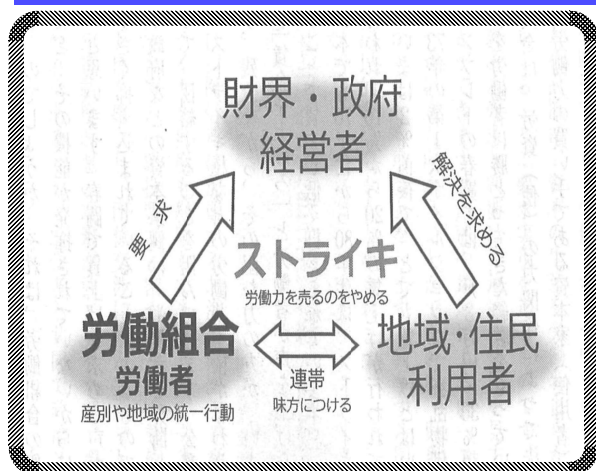 財界・政府
経営者
要求
解決を求める
ストライキ
労働力を売るのをやめる
労働組合
労働者
産別や地域の統一行動
連帯
味方につける
地域・住民
利用者